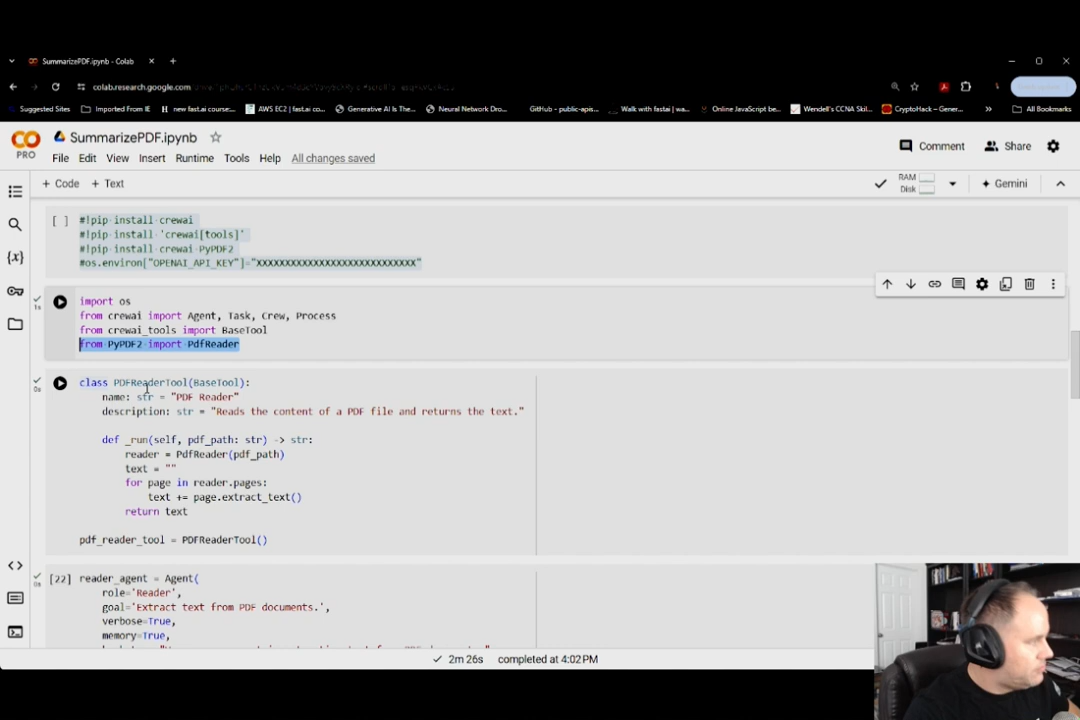 SummarizePDF.ipynb - Colab
colab.research.google.com
Suggested Sites Imported From IE new fast.ai course:... AWS EC2 | fast.ai co... Generative AI Is The... Neural Network Dro... GitHub - public-apis... Walk with fastai | wa... Online JavaScript be... Wendell's CCNA Skil... CryptoHack – Gener... » All Bookmarks
SummarizePDF.ipynb
PRO
File Edit View Insert Runtime Tools Help All changes saved
Comment Share
+ Code + Text
RAM
Disk
Gemini
[ ] #!pip install crewai
#!pip install 'crewai[tools]'
#!pip install crewai PyPDF2
#os.environ["OPENAI_API_KEY"]="XXXXXXXXXXXXXXXXXXXXXXXXXXXX"
import os
1s
from crewai import Agent, Task, Crew, Process
from crewai_tools import BaseTool
from PyPDF2 import PdfReader
class PDFReaderTool(BaseTool):
0s
name: str = "PDF Reader"
description: str = "Reads the content of a PDF file and returns the text."
def _run(self, pdf_path: str) -> str:
reader = PdfReader(pdf_path)
text = ""
for page in reader.pages:
text += page.extract_text()
return text
pdf_reader_tool = PDFReaderTool()
[22] reader_agent = Agent(
0s
role='Reader',
goal='Extract text from PDF documents.',
verbose=True,
memory=True,
2m 26s completed at 4:02PM